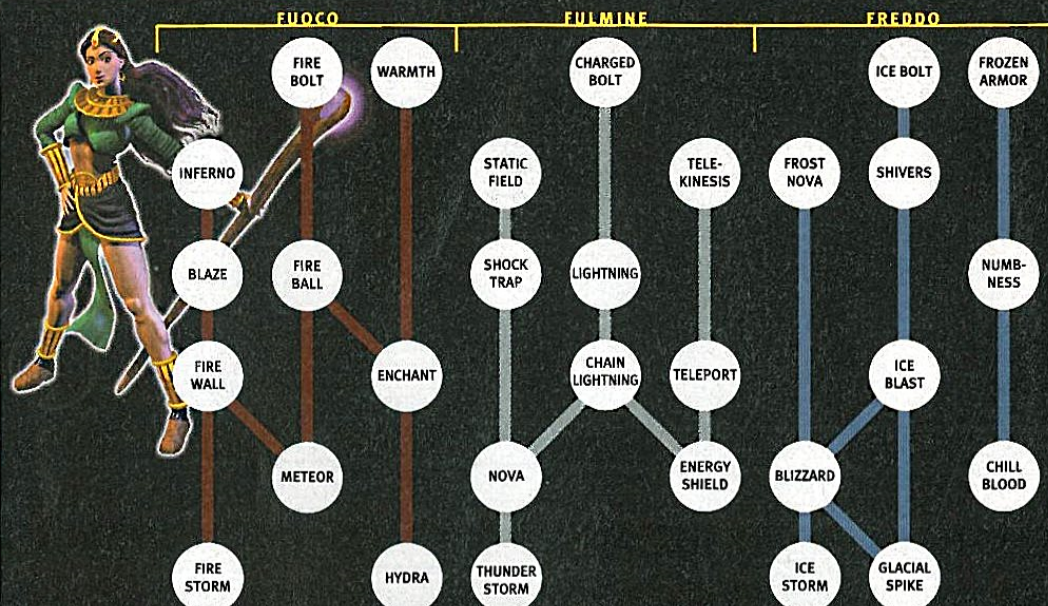 FUOCO
FULMINE
FREDDO
FIRE
BOLT
WARMTH
CHARGED
BOLT
ICE BOLT
FROZEN
ARMOR
INFERNO
STATIC
FIELD
TELE-
KINESIS
FROST
NOVA
SHIVERS
BLAZE
FIRE
BALL
SHOCK
TRAP
LIGHTNING
NUMB-
NESS
FIRE
WALL
ENCHANT
CHAIN
LIGHTNING
TELEPORT
ICE
BLAST
METEOR
NOVA
ENERGY
SHIELD
BLIZZARD
CHILL
BLOOD
FIRE
STORM
HYDRA
THUNDER
STORM
ICE
STORM
GLACIAL
SPIKE